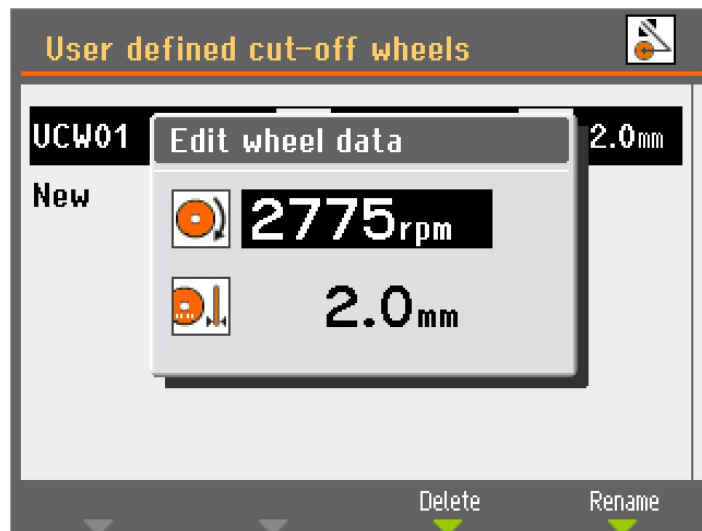 User defined cut-off wheels
UCW01 2.0mm
Edit wheel data
New
2775rpm
2.0mm
Delete Rename